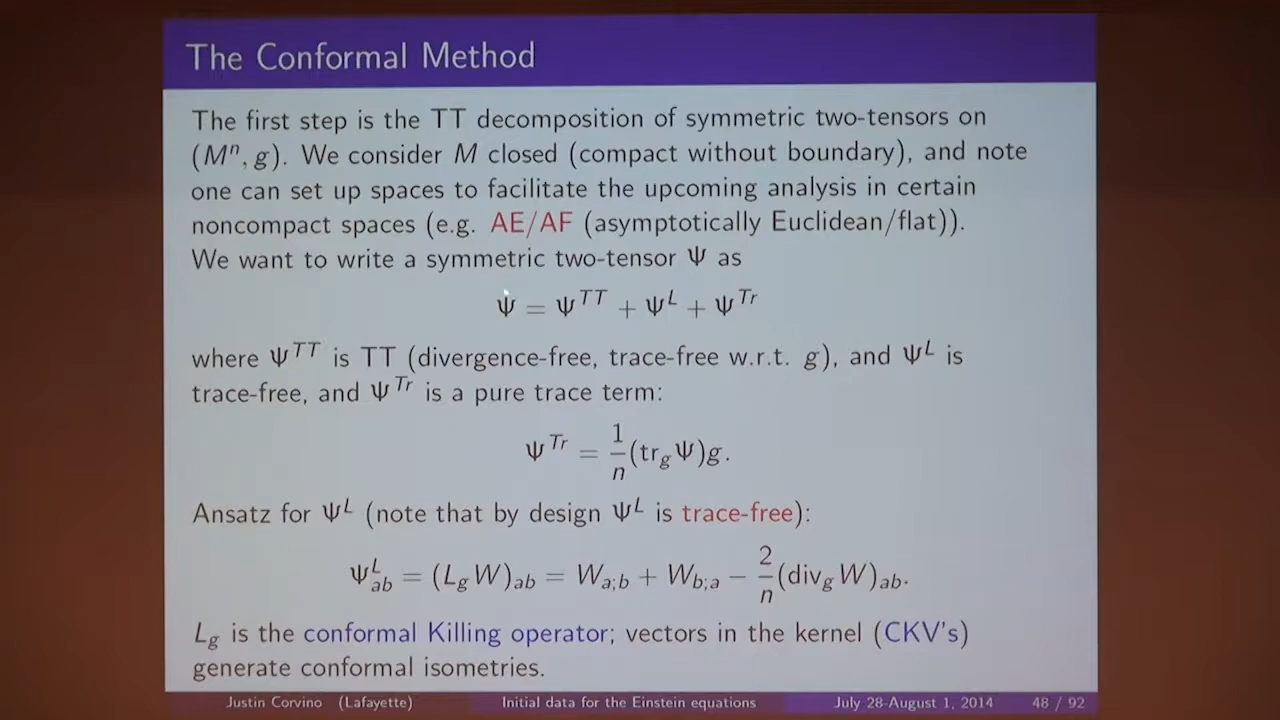 The Conformal Method
The first step is the TT decomposition of symmetric two-tensors on
(Mⁿ, g). We consider M closed (compact without boundary), and note
one can set up spaces to facilitate the upcoming analysis in certain
noncompact spaces (e.g. AE/AF (asymptotically Euclidean/flat)).
We want to write a symmetric two-tensor Ψ as
Ψ = Ψ^{TT} + Ψ^{L} + Ψ^{Tr}
where Ψ^{TT} is TT (divergence-free, trace-free w.r.t. g), and Ψ^{L} is
trace-free, and Ψ^{Tr} is a pure trace term:
Ψ^{Tr} = \frac{1}{n}(tr_g Ψ)g.
Ansatz for Ψ^{L} (note that by design Ψ^{L} is trace-free):
Ψ^{L}_{ab} = (L_g W)_{ab} = W_{a;b} + W_{b;a} − \frac{2}{n}(div_g W)_{ab}.
L_g is the conformal Killing operator; vectors in the kernel (CKV's)
generate conformal isometries.
Justin Corvino (Lafayette) Initial data for the Einstein equations July 28-August 1, 2014 48 / 92